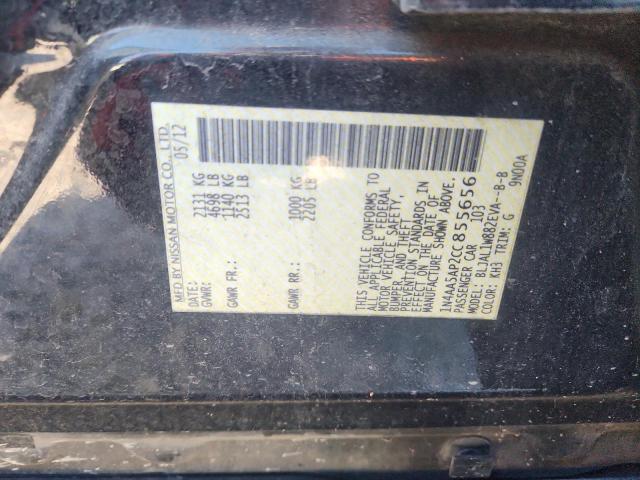 MFD BY NISSAN MOTOR CO., LTD.
DATE: 05/12
GVWR: 2131 KG
4698 LB
GAWR FR: 1140 KG
2513 LB
GAWR RR: 1000 KG
2205 LB
THIS VEHICLE CONFORMS TO
ALL APPLICABLE FEDERAL
MOTOR VEHICLE SAFETY,
BUMPER, AND THEFT
PREVENTION STANDARDS IN
EFFECT ON THE DATE OF
MANUFACTURE SHOWN ABOVE.
1N4AA5AP2CC855656
PASSENGER CAR 103
MODEL: BLJALLW88ZEVA--B-B
COLOR: KH3 TRIM: G 9N00A